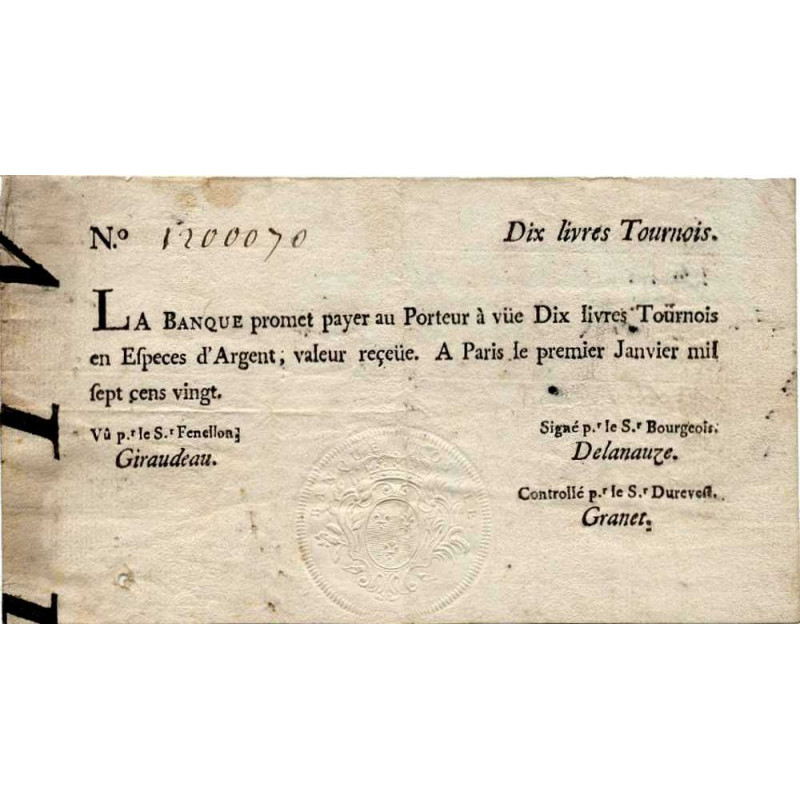 N.º 1200070 Dix livres Tournois.
LA BANQUE promet payer au Porteur à vüe Dix livres Tournois
en Eſpeces d'Argent, valeur reçeüe. A Paris le premier Janvier mil
ſept cens vingt.
Vû p.r le S.r Fenellon;
Giraudeau.
Signé p.r le S.r Bourgeois.
Delanauze.
Controllé p.r le S.r Dureveſt.
Granet.